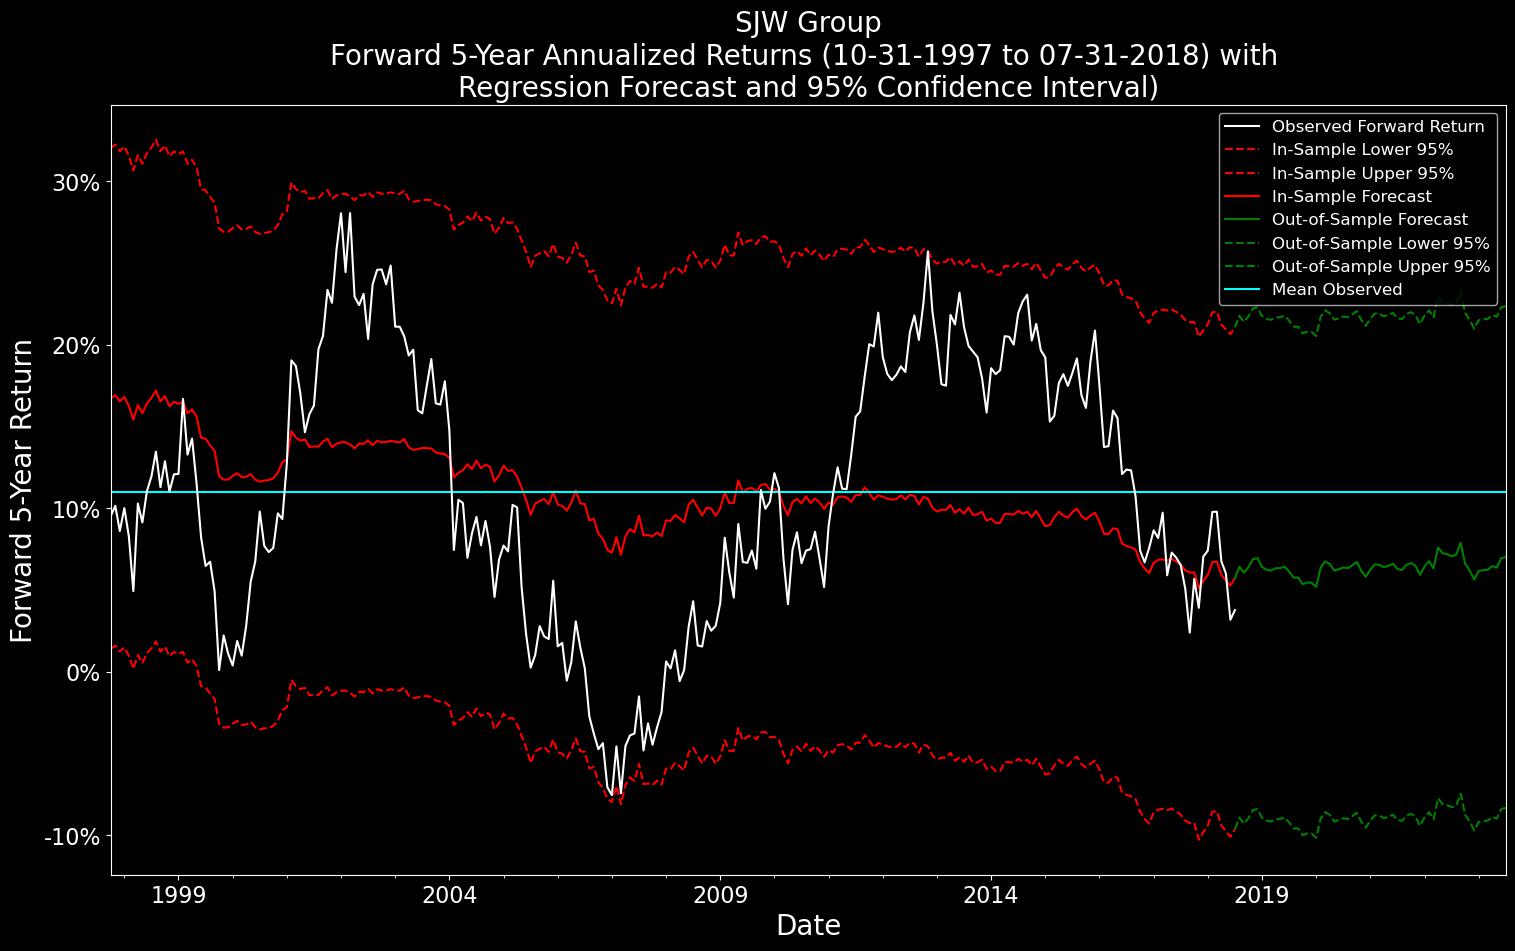 SJW Group
Forward 5-Year Annualized Returns (10-31-1997 to 07-31-2018) with
Regression Forecast and 95% Confidence Interval)
Observed Forward Return
In-Sample Lower 95%
In-Sample Upper 95%
In-Sample Forecast
Out-of-Sample Forecast
Out-of-Sample Lower 95%
Out-of-Sample Upper 95%
Mean Observed
Forward 5-Year Return
30%
20%
10%
0%
-10%
1999
2004
2009
2014
2019
Date